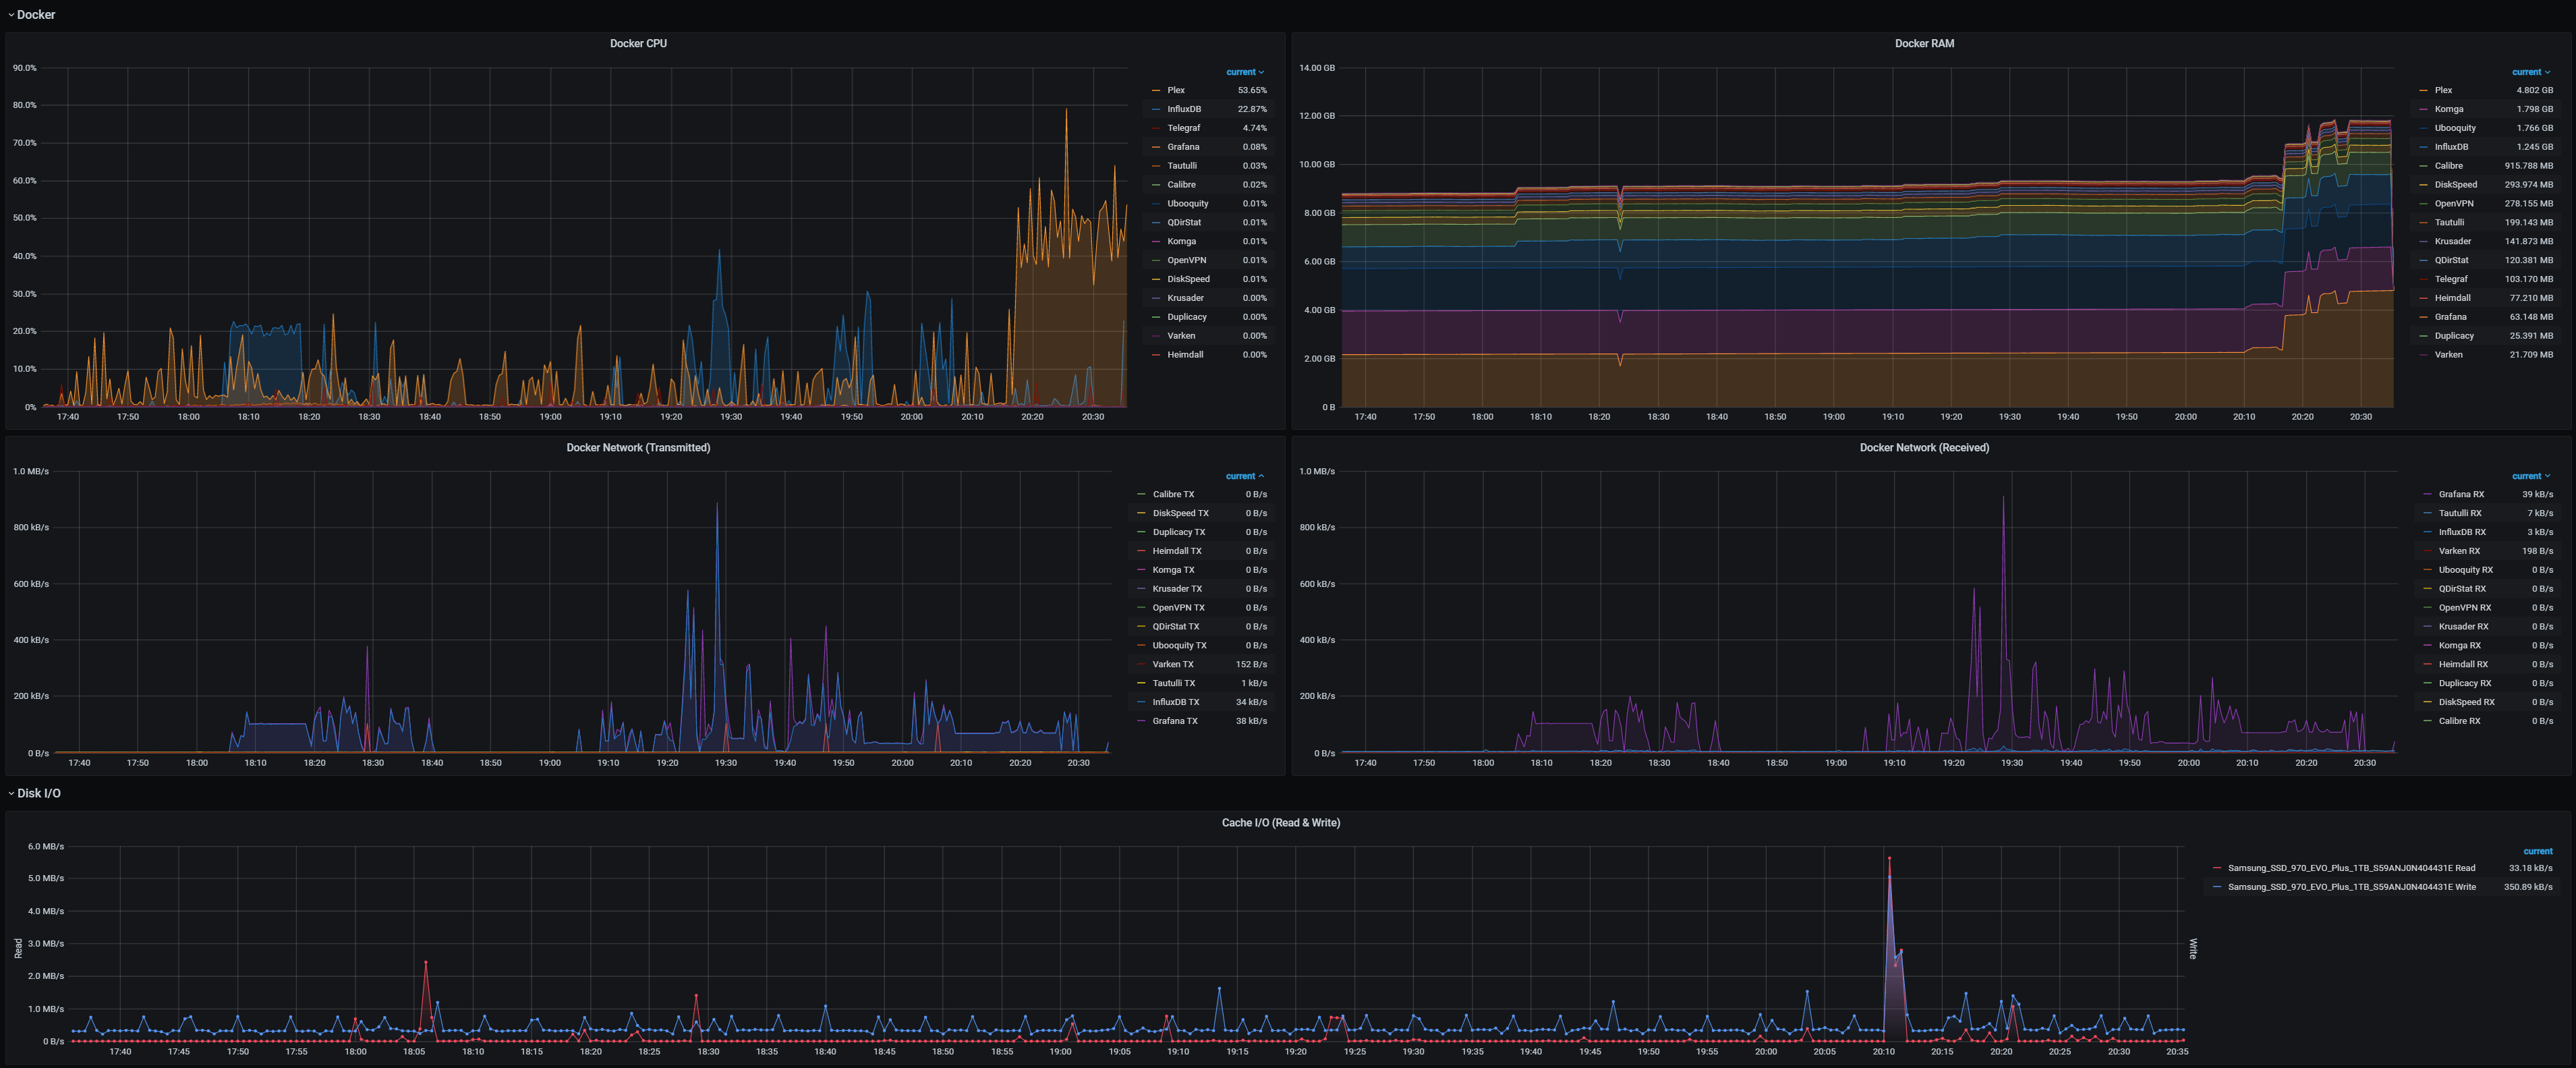 Docker
Docker CPU
90.0%
80.0%
70.0%
60.0%
50.0%
40.0%
30.0%
20.0%
10.0%
0%
17:40 17:50 18:00 18:10 18:20 18:30 18:40 18:50 19:00 19:10 19:20 19:30 19:40 19:50 20:00 20:10 20:20 20:30
current
Plex 53.65%
InfluxDB 22.87%
Telegraf 4.74%
Grafana 0.08%
Tautulli 0.03%
Calibre 0.02%
Ubooquity 0.01%
QDirStat 0.01%
Komga 0.01%
OpenVPN 0.01%
DiskSpeed 0.01%
Krusader 0.00%
Duplicacy 0.00%
Varken 0.00%
Heimdall 0.00%
Docker RAM
14.00 GB
12.00 GB
10.00 GB
8.00 GB
6.00 GB
4.00 GB
2.00 GB
0 B
17:40 17:50 18:00 18:10 18:20 18:30 18:40 18:50 19:00 19:10 19:20 19:30 19:40 19:50 20:00 20:10 20:20 20:30
current
Plex 4.802 GB
Komga 1.798 GB
Ubooquity 1.766 GB
InfluxDB 1.245 GB
Calibre 915.788 MB
DiskSpeed 293.974 MB
OpenVPN 278.155 MB
Tautulli 199.143 MB
Krusader 141.873 MB
QDirStat 120.381 MB
Telegraf 103.170 MB
Heimdall 77.210 MB
Grafana 63.148 MB
Duplicacy 25.391 MB
Varken 21.709 MB
Docker Network (Transmitted)
1.0 MB/s
800 kB/s
600 kB/s
400 kB/s
200 kB/s
0 B/s
17:40 17:50 18:00 18:10 18:20 18:30 18:40 18:50 19:00 19:10 19:20 19:30 19:40 19:50 20:00 20:10 20:20 20:30
current
Calibre TX 0 B/s
DiskSpeed TX 0 B/s
Duplicacy TX 0 B/s
Heimdall TX 0 B/s
Komga TX 0 B/s
Krusader TX 0 B/s
OpenVPN TX 0 B/s
QDirStat TX 0 B/s
Ubooquity TX 0 B/s
Varken TX 152 B/s
Tautulli TX 1 kB/s
InfluxDB TX 34 kB/s
Grafana TX 38 kB/s
Docker Network (Received)
1.0 MB/s
800 kB/s
600 kB/s
400 kB/s
200 kB/s
0 B/s
17:40 17:50 18:00 18:10 18:20 18:30 18:40 18:50 19:00 19:10 19:20 19:30 19:40 19:50 20:00 20:10 20:20 20:30
current
Grafana RX 39 kB/s
Tautulli RX 7 kB/s
InfluxDB RX 3 kB/s
Varken RX 198 B/s
Ubooquity RX 0 B/s
QDirStat RX 0 B/s
OpenVPN RX 0 B/s
Krusader RX 0 B/s
Komga RX 0 B/s
Heimdall RX 0 B/s
Duplicacy RX 0 B/s
DiskSpeed RX 0 B/s
Calibre RX 0 B/s
Disk I/O
Cache I/O (Read & Write)
Read
6.0 MB/s
5.0 MB/s
4.0 MB/s
3.0 MB/s
2.0 MB/s
1.0 MB/s
0 B/s
17:40 17:45 17:50 17:55 18:00 18:05 18:10 18:15 18:20 18:25 18:30 18:35 18:40 18:45 18:50 18:55 19:00 19:05 19:10 19:15 19:20 19:25 19:30 19:35 19:40 19:45 19:50 19:55 20:00 20:05 20:10 20:15 20:20 20:25 20:30 20:35
Write
current
Samsung_SSD_970_EVO_Plus_1TB_S59ANJ0N404431E Read 33.18 kB/s
Samsung_SSD_970_EVO_Plus_1TB_S59ANJ0N404431E Write 350.89 kB/s